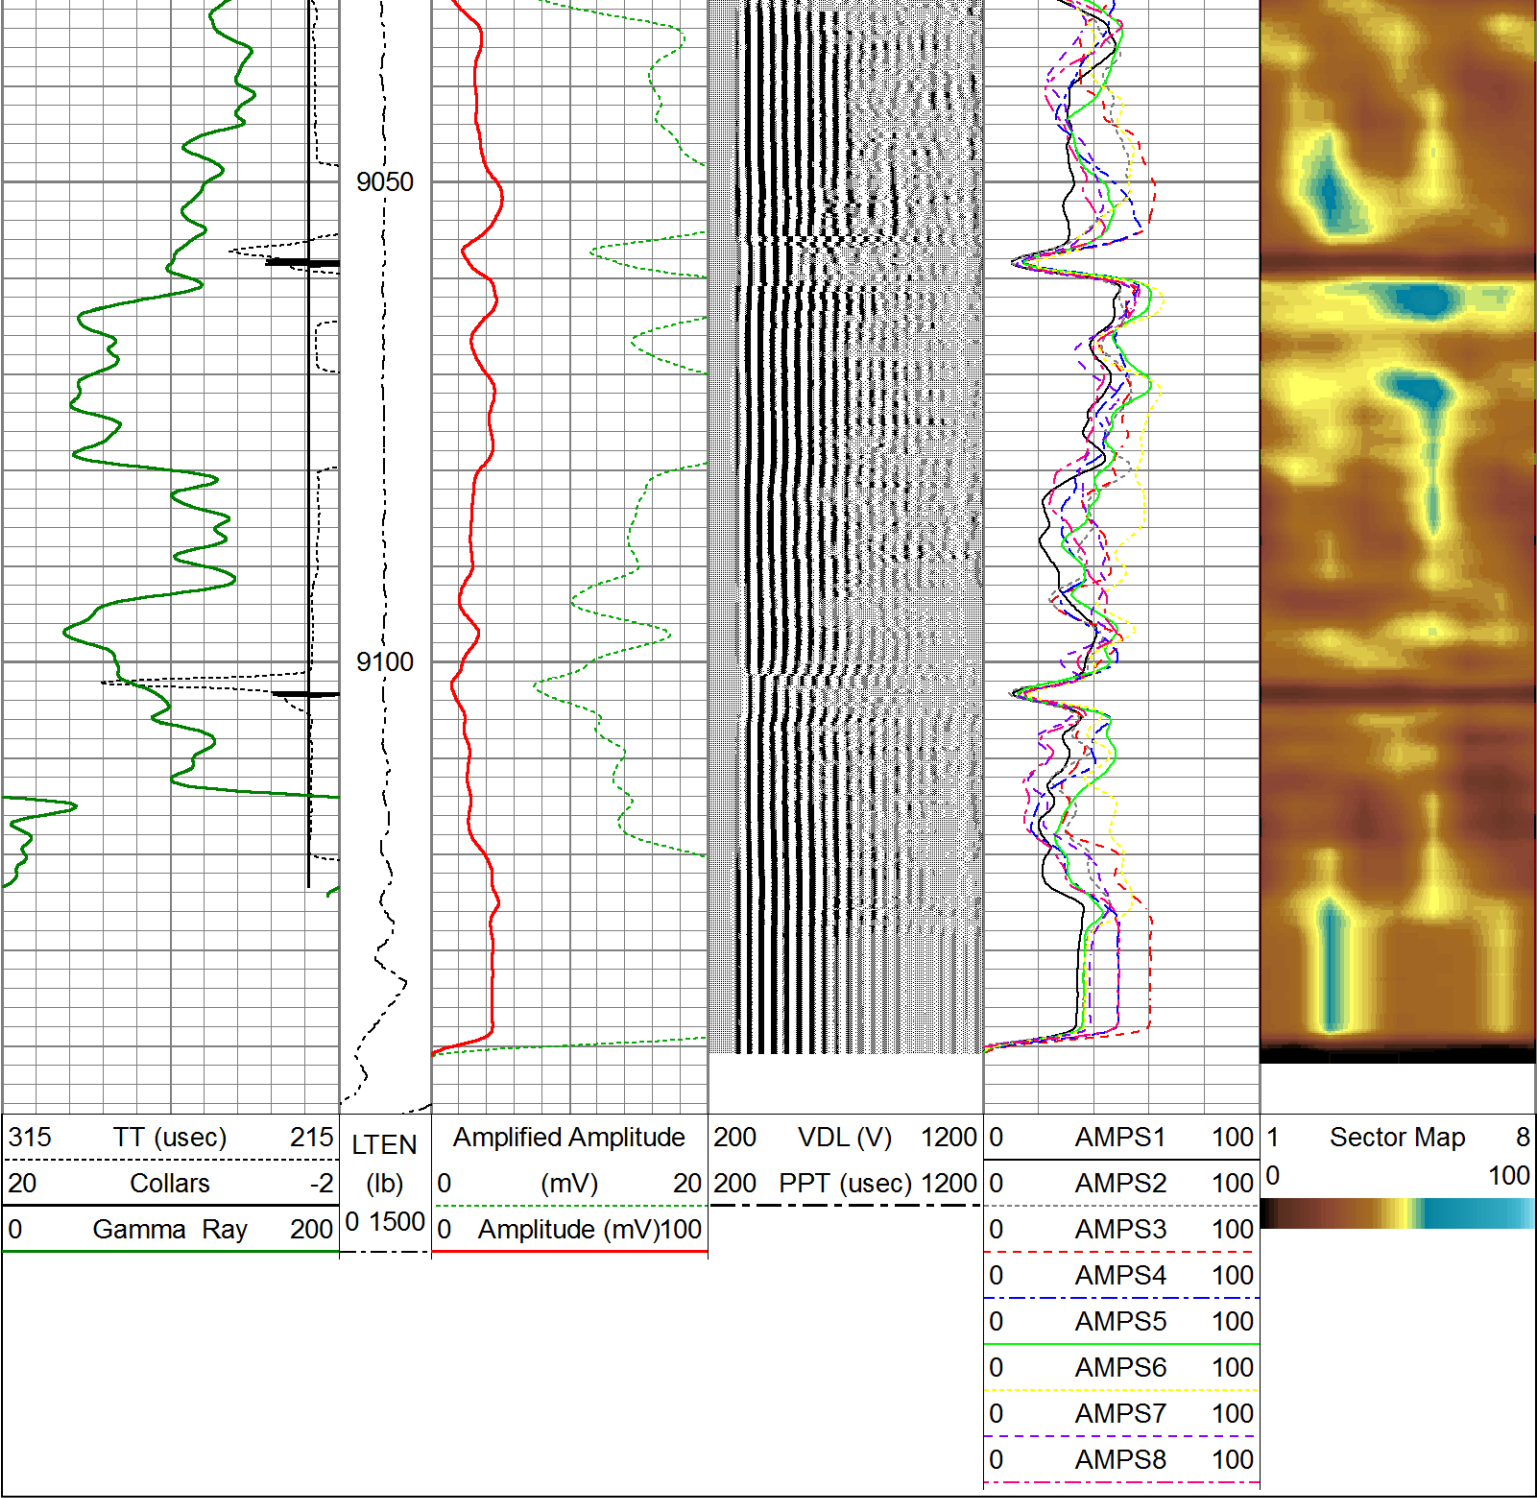 9050
9100
315 TT (usec) 215
20 Collars -2
0 Gamma Ray 200
LTEN
(lb)
0 1500
Amplified Amplitude
0 (mV) 20
0 Amplitude (mV)100
200 VDL (V) 1200
200 PPT (usec) 1200
0 AMPS1 100
0 AMPS2 100
0 AMPS3 100
0 AMPS4 100
0 AMPS5 100
0 AMPS6 100
0 AMPS7 100
0 AMPS8 100
1 Sector Map 8
0 100